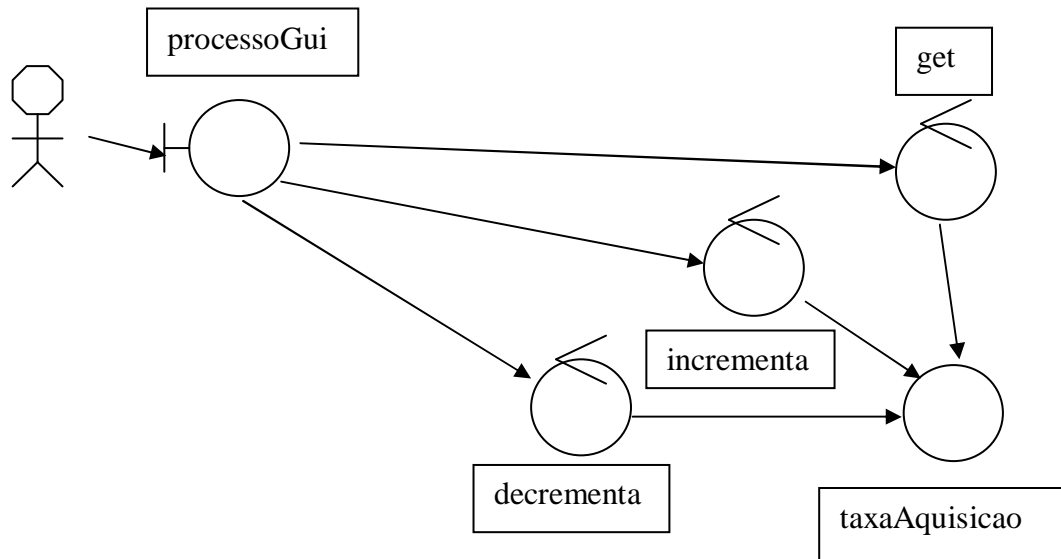 processoGui
get
incrementa
decrementa
taxaAquisicao